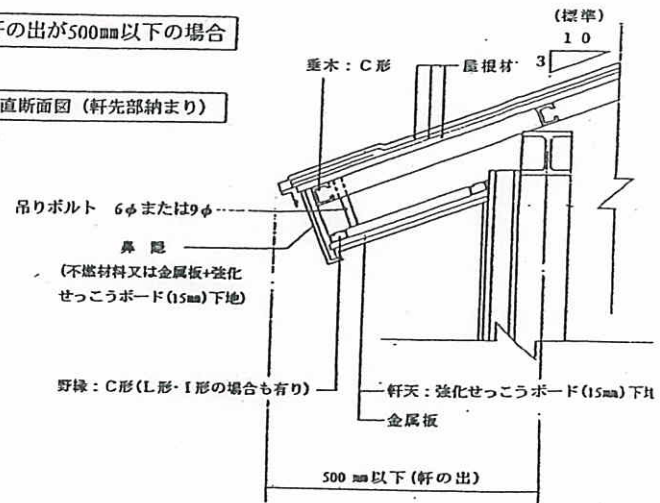 の出が500mm以下の場合
直断面図（軒先部納まり）
(標準)
10
3
垂木：C形
屋根材
吊りボルト 6φまたは9φ
鼻隠
(不燃材料又は金属板+強化
せっこうボード(15mm)下地)
野縁：C形(L形・I形の場合も有り)
軒天：強化せっこうボード(15mm)下地
金属板
500mm以下(軒の出)